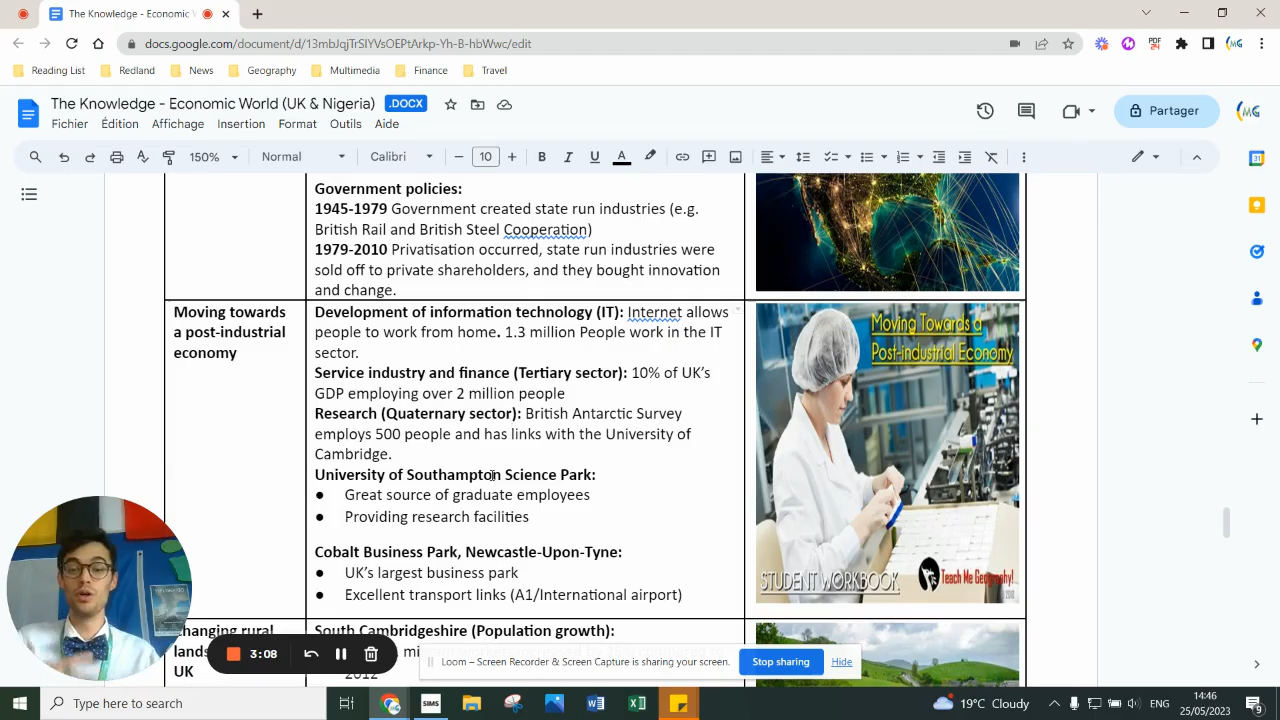 The Knowledge - Economic
docs.google.com/document/d/13mbJqjTrSIYVsOEPtArkp-Yh-B-hbWwc/edit
Reading List Redland News Geography Multimedia Finance Travel
The Knowledge - Economic World (UK & Nigeria) .DOCX
Fichier Édition Affichage Insertion Format Outils Aide
Partager
150% Normal Calibri 10
Government policies:
1945-1979 Government created state run industries (e.g.
British Rail and British Steel Cooperation)
1979-2010 Privatisation occurred, state run industries were
sold off to private shareholders, and they bought innovation
and change.
Moving towards
a post-industrial
economy
Development of information technology (IT): Internet allows
people to work from home. 1.3 million People work in the IT
sector.
Service industry and finance (Tertiary sector): 10% of UK's
GDP employing over 2 million people
Research (Quaternary sector): British Antarctic Survey
employs 500 people and has links with the University of
Cambridge.
University of Southampton Science Park:
● Great source of graduate employees
● Providing research facilities
Cobalt Business Park, Newcastle-Upon-Tyne:
● UK's largest business park
● Excellent transport links (A1/International airport)
Moving Towards a
Post-industrial Economy
STUDENT WORKBOOK
Teach Me Geography!
Changing rural
UK
South Cambridgeshire (Population growth):
2012
3:08
Loom – Screen Recorder & Screen Capture is sharing your screen.
Stop sharing
Hide
Type here to search
SIMS
19°C Cloudy
ENG
14:46
25/05/2023
9